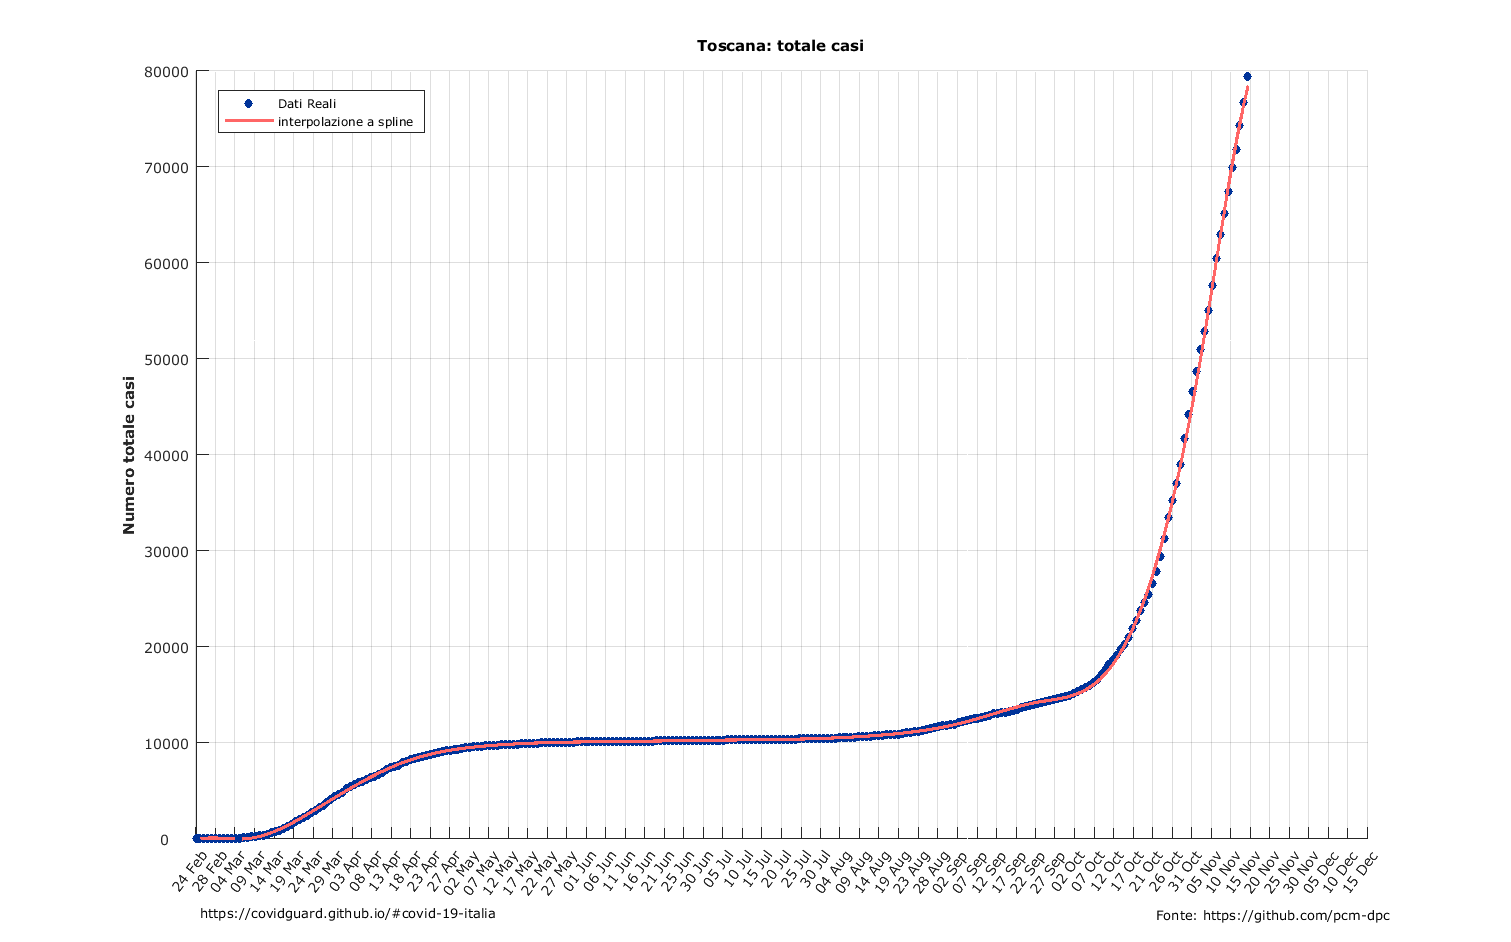 Toscana: totale casi
80000
70000
60000
50000
40000
30000
20000
10000
0
Numero totale casi
Dati Reali
interpolazione a spline
24 Feb
28 Feb
04 Mar
09 Mar
14 Mar
19 Mar
24 Mar
29 Mar
03 Apr
08 Apr
13 Apr
18 Apr
23 Apr
27 Apr
02 May
07 May
12 May
17 May
22 May
27 May
01 Jun
06 Jun
11 Jun
16 Jun
21 Jun
25 Jun
30 Jun
05 Jul
10 Jul
15 Jul
20 Jul
25 Jul
30 Jul
04 Aug
09 Aug
14 Aug
19 Aug
23 Aug
28 Aug
02 Sep
07 Sep
12 Sep
17 Sep
22 Sep
27 Sep
02 Oct
07 Oct
12 Oct
17 Oct
21 Oct
26 Oct
31 Oct
05 Nov
10 Nov
15 Nov
20 Nov
25 Nov
30 Nov
05 Dec
10 Dec
15 Dec
https://covidguard.github.io/#covid-19-italia
Fonte: https://github.com/pcm-dpc